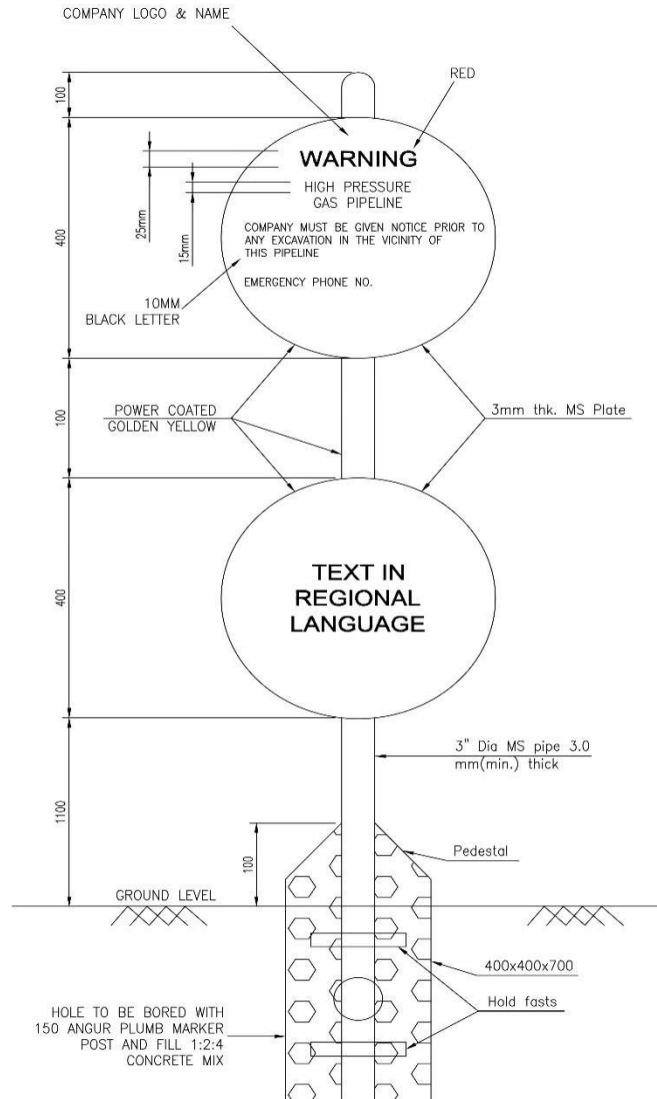 COMPANY LOGO & NAME
RED
100
WARNING
HIGH PRESSURE
GAS PIPELINE
25mm
15mm
400
COMPANY MUST BE GIVEN NOTICE PRIOR TO
ANY EXCAVATION IN THE VICINITY OF
THIS PIPELINE
EMERGENCY PHONE NO.
10MM
BLACK LETTER
100
POWER COATED
GOLDEN YELLOW
3mm thk. MS Plate
400
TEXT IN
REGIONAL
LANGUAGE
1100
3" Dia MS pipe 3.0
mm(min.) thick
100
Pedestal
GROUND LEVEL
400x400x700
Hold fasts
HOLE TO BE BORED WITH
150 ANGUR PLUMB MARKER
POST AND FILL 1:2:4
CONCRETE MIX